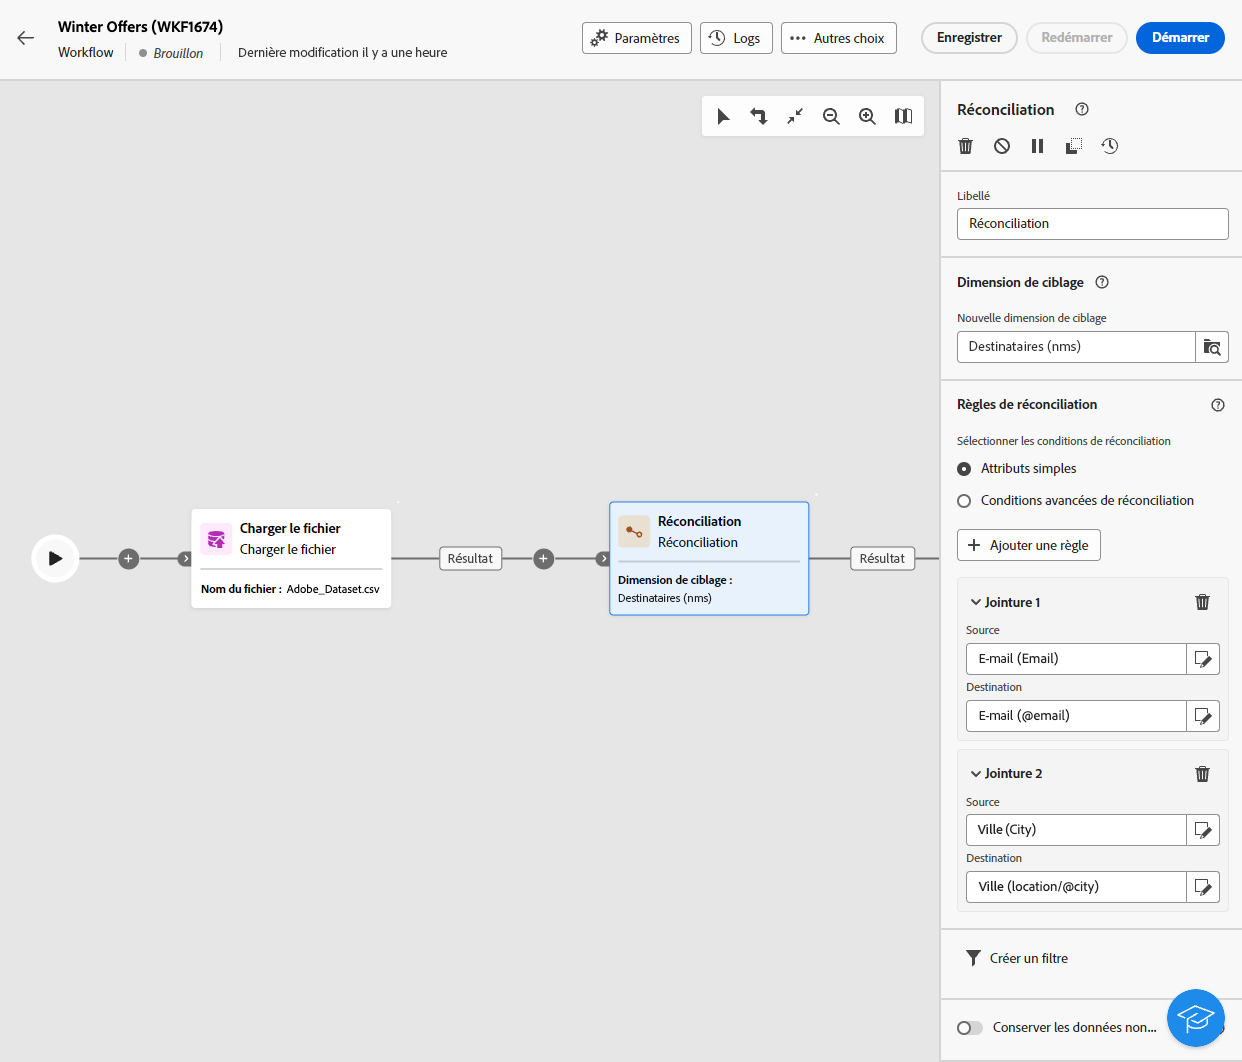 Winter Offers (WKF1674)
Workflow
Brouillon
Dernière modification il y a une heure
Paramètres
Logs
Autres choix
Enregistrer
Redémarrer
Démarrer
Charger le fichier
Charger le fichier
Nom du fichier : Adobe_Dataset.csv
Résultat
Réconciliation
Réconciliation
Dimension de ciblage :
Destinataires (nms)
Résultat
Réconciliation
Libellé
Réconciliation
Dimension de ciblage
Nouvelle dimension de ciblage
Destinataires (nms)
Règles de réconciliation
Sélectionner les conditions de réconciliation
Attributs simples
Conditions avancées de réconciliation
Ajouter une règle
Jointure 1
Source
E-mail (Email)
Destination
E-mail (@email)
Jointure 2
Source
Ville (City)
Destination
Ville (location/@city)
Créer un filtre
Conserver les données non...